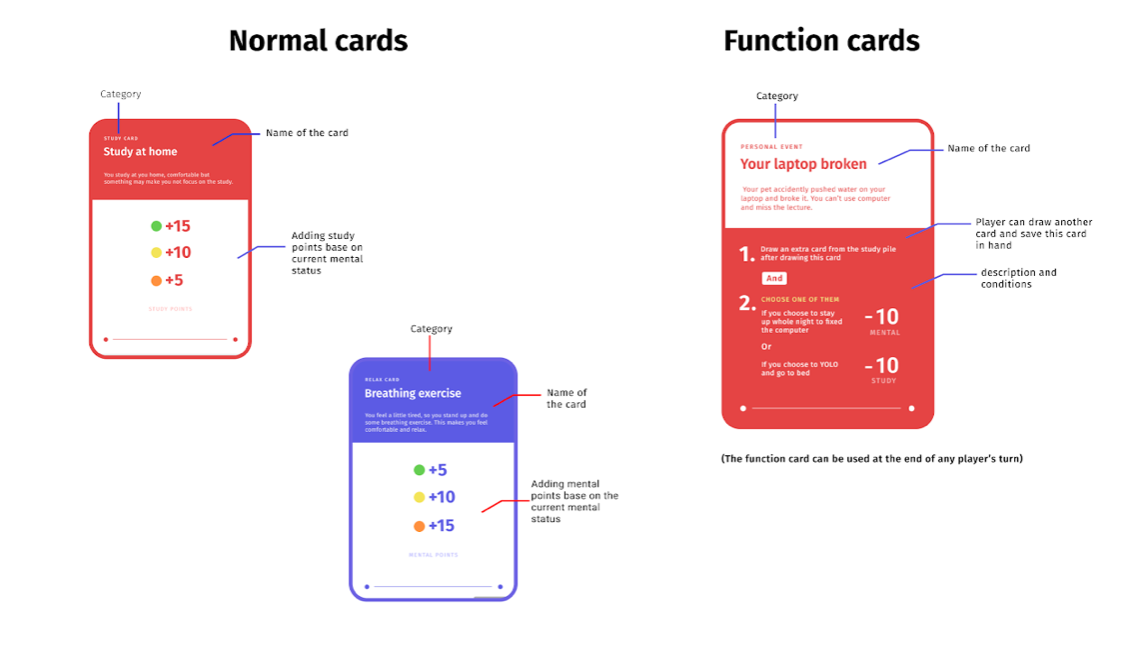 Normal cards
Function cards
Category
Name of the card
STUDY CARD
Study at home
You study at you home, comfortable but
something may make you not focus on the study.
+15
+10
+5
STUDY POINTS
Adding study
points base on
current mental
status
Category
RELAX CARD
Breathing exercise
You feel a little tired, so you stand up and do
some breathing exercise. This makes you feel
comfortable and relax.
Name of
the card
+5
+10
+15
MENTAL POINTS
Adding mental
points base on the
current mental
status
Category
PERSONAL EVENT
Your laptop broken
Your pet accidently pushed water on your
laptop and broke it. You can't use computer
and miss the lecture.
Name of the card
Player can draw another
card and save this card
in hand
description and
conditions
1. Draw an extra card from the study pile
after drawing this card
And
2. CHOOSE ONE OF THEM
If you choose to stay
up whole night to fixed
the computer
-10
MENTAL
Or
If you choose to YOLO
and go to bed
-10
STUDY
(The function card can be used at the end of any player's turn)